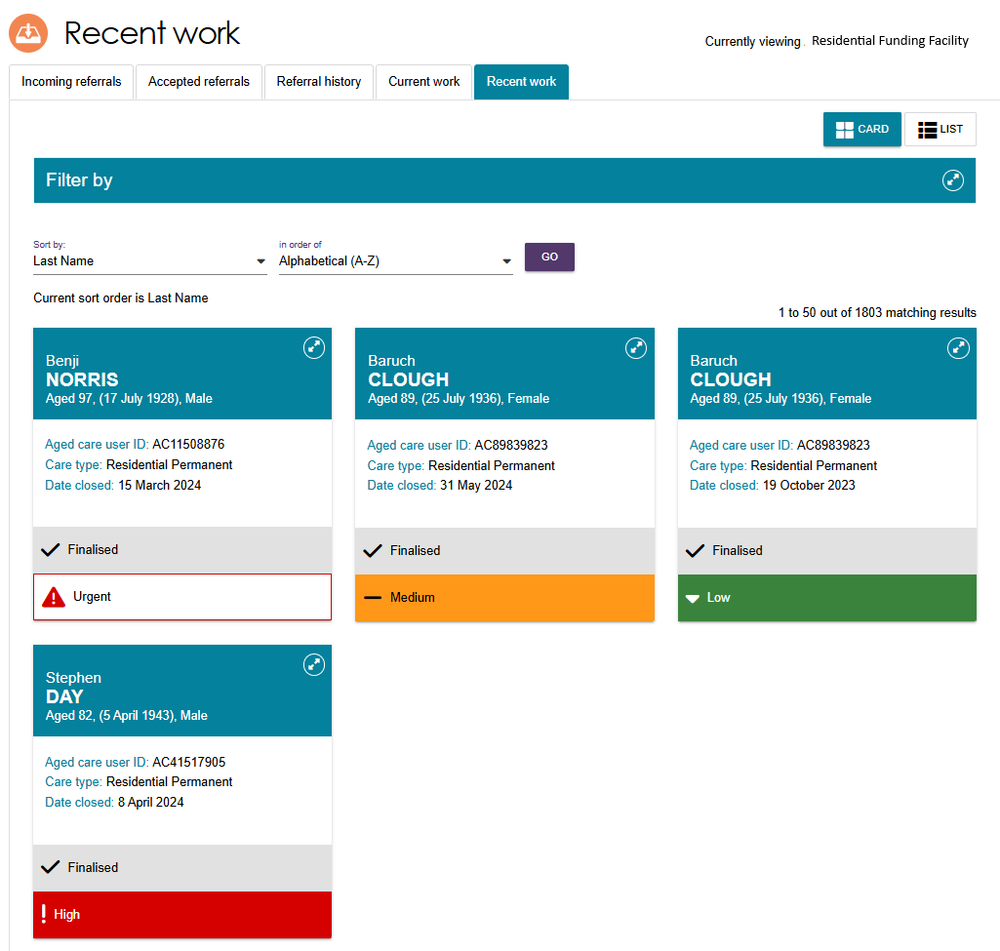 Recent work
Currently viewing Residential Funding Facility
Incoming referrals
Accepted referrals
Referral history
Current work
Recent work
CARD
LIST
Filter by
Sort by:
Last Name
in order of
Alphabetical (A-Z)
GO
Current sort order is Last Name
1 to 50 out of 1803 matching results
Benji
NORRIS
Aged 97, (17 July 1928), Male
Aged care user ID: AC11508876
Care type: Residential Permanent
Date closed: 15 March 2024
Finalised
Urgent
Baruch
CLOUGH
Aged 89, (25 July 1936), Female
Aged care user ID: AC89839823
Care type: Residential Permanent
Date closed: 31 May 2024
Finalised
Medium
Baruch
CLOUGH
Aged 89, (25 July 1936), Female
Aged care user ID: AC89839823
Care type: Residential Permanent
Date closed: 19 October 2023
Finalised
Low
Stephen
DAY
Aged 82, (5 April 1943), Male
Aged care user ID: AC41517905
Care type: Residential Permanent
Date closed: 8 April 2024
Finalised
High